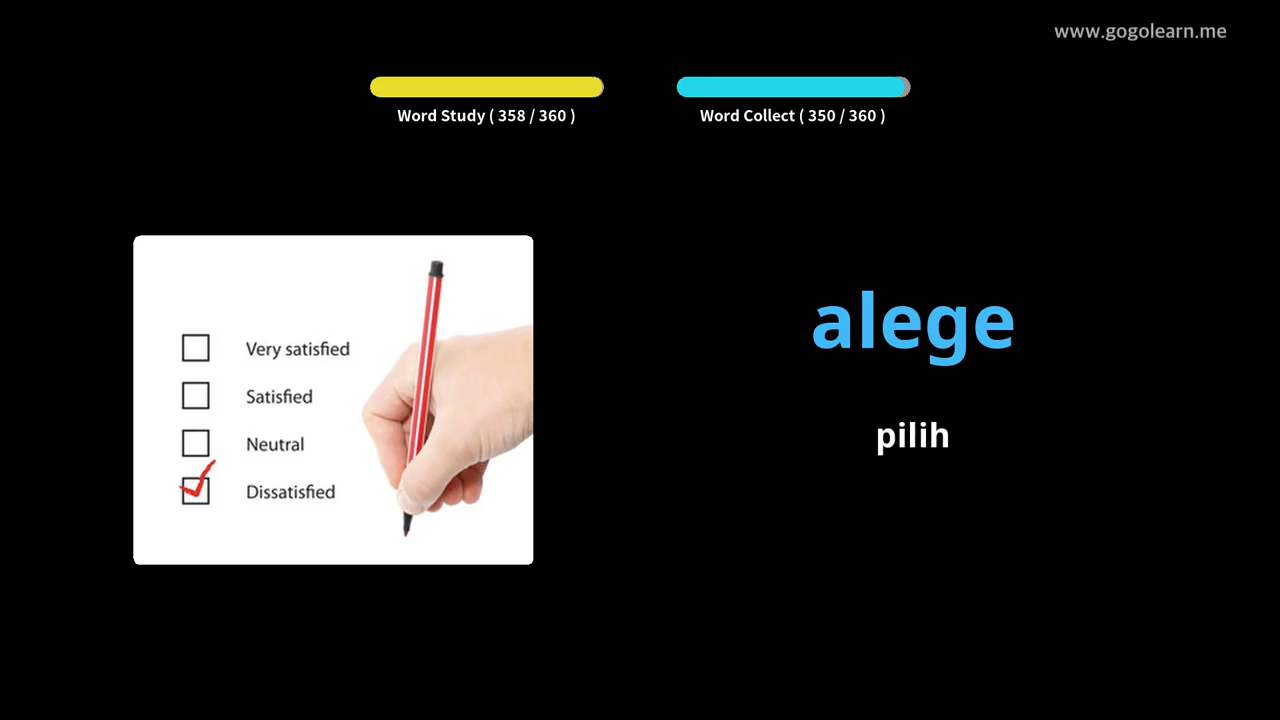 www.gogolearn.me
Word Study ( 358 / 360 )
Word Collect ( 350 / 360 )
Very satisfied
Satisfied
Neutral
Dissatisfied
alege
pilih